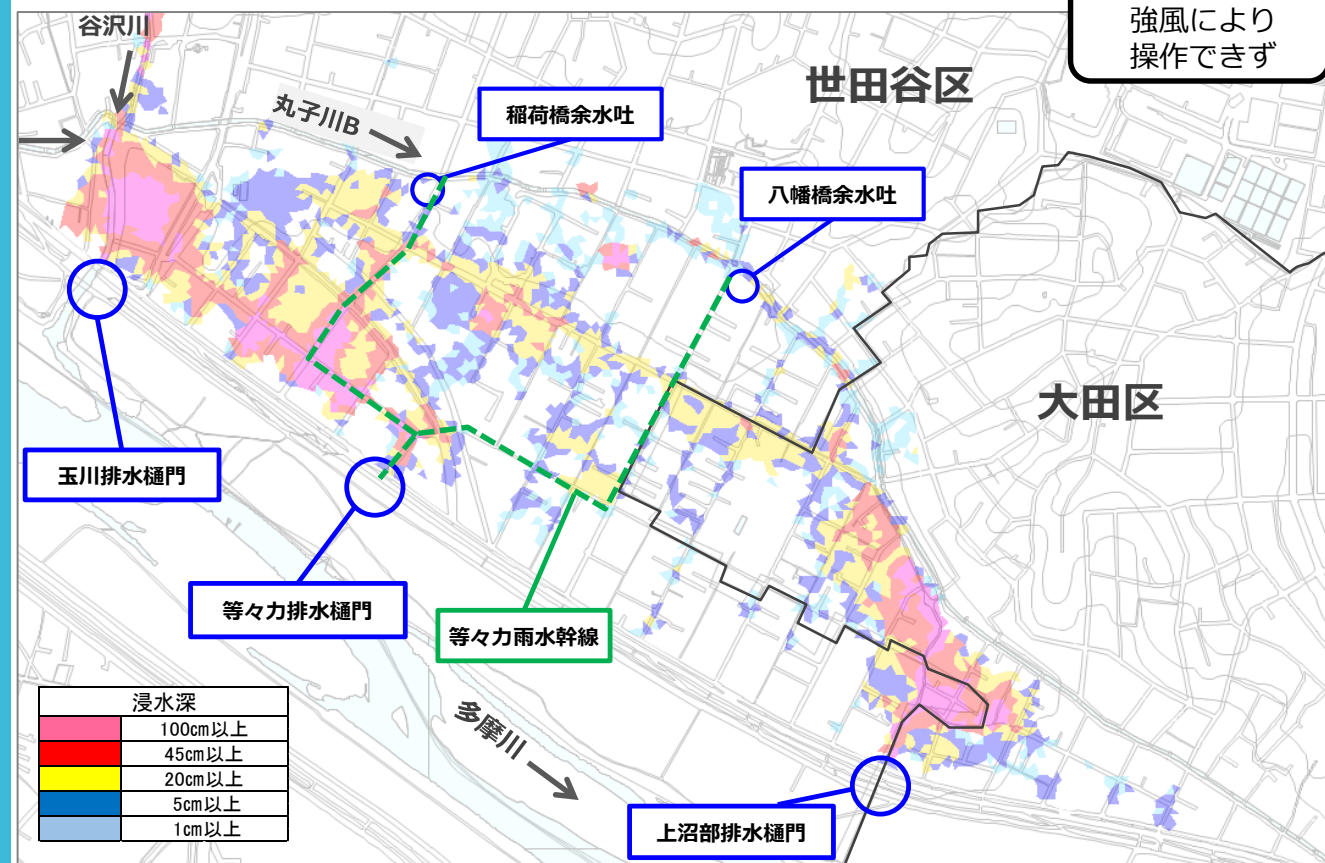 強風により
操作できず
谷沢川
世田谷区
丸子川B
稲荷橋余水吐
八幡橋余水吐
大田区
玉川排水樋門
等々力排水樋門
等々力雨水幹線
多摩川
上沼部排水樋門
浸水深
100cm以上
45cm以上
20cm以上
5cm以上
1cm以上